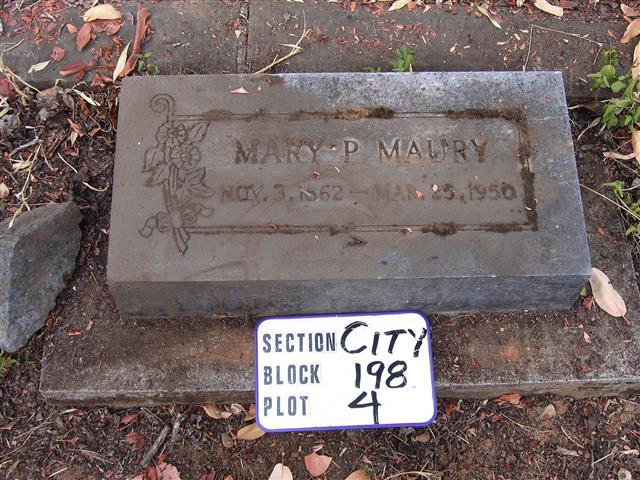 MARY P MAURY
NOV. 3, 1862 — MAR. 25, 1950
SECTION CITY
BLOCK 198
PLOT 4